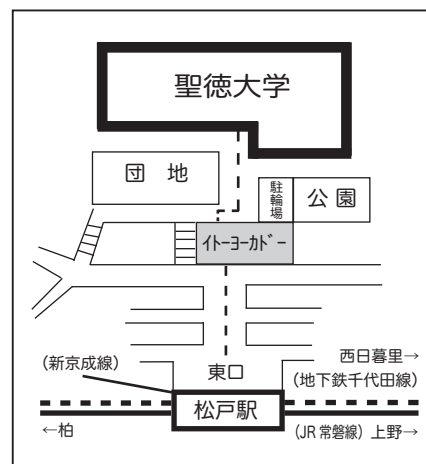 聖徳大学
団 地
駐輪場
公 園
イトーヨーカドー
西日暮里→
(新京成線)
東口
(地下鉄千代田線)
松戸駅
←柏
(JR 常磐線) 上野→